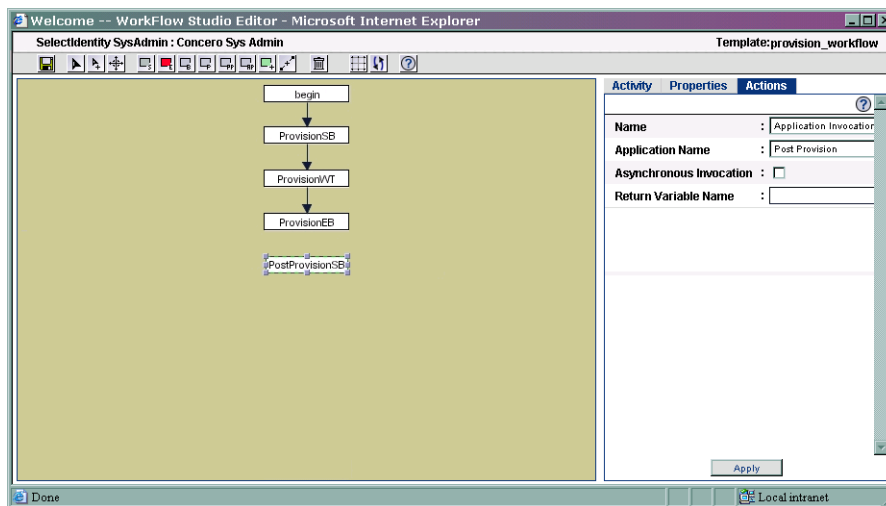 Welcome -- WorkFlow Studio Editor - Microsoft Internet Explorer
SelectIdentity SysAdmin : Concero Sys Admin
Template:provision_workflow
begin
ProvisionSB
ProvisionWT
ProvisionEB
PostProvisionSB
Activity Properties Actions
Name : Application Invocation
Application Name : Post Provision
Asynchronous Invocation :
Return Variable Name :
Apply
Done
Local intranet